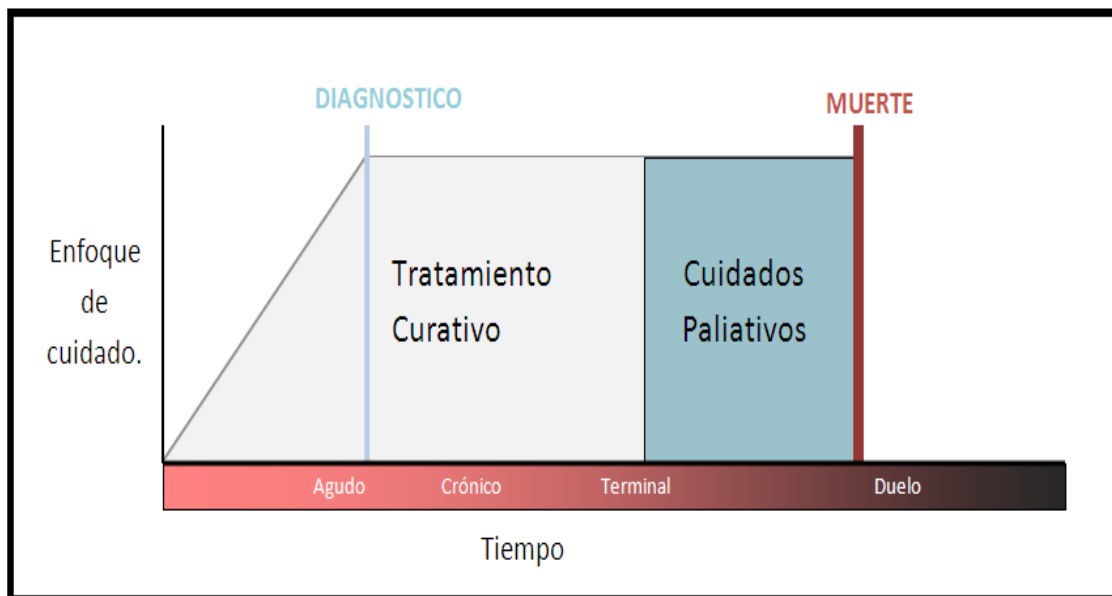 DIAGNOSTICO
MUERTE
Enfoque
de
cuidado.
Tratamiento
Curativo
Cuidados
Paliativos
Agudo
Crónico
Terminal
Duelo
Tiempo